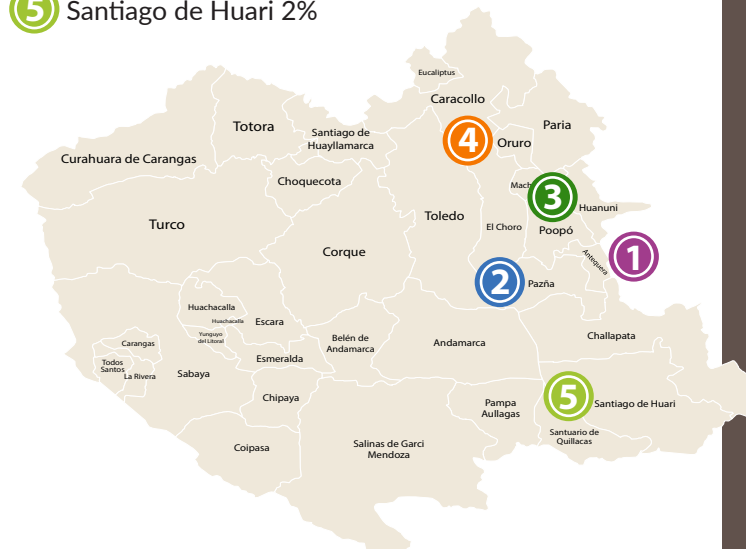 5 Santiago de Huari 2%
Eucaliptus
Caracollo
Totora
Santiago de
Huayllamarca
4
Oruro
Paria
Curahuara de Carangas
Choquecota
Mach
3
Huanuni
Turco
Toledo
El Choro
Poopó
Corque
1
Antequera
2
Pazña
Huachacalla
Huachacalla
Escara
Yunguyo
del Litoral
Carangas
Belén de
Andamarca
Andamarca
Challapata
Todos
Santos
La Rivera
Sabaya
Esmeralda
Chipaya
Pampa
Aullagas
5
Santiago de Huari
Santuario de
Quillacas
Coipasa
Salinas de Garci
Mendoza